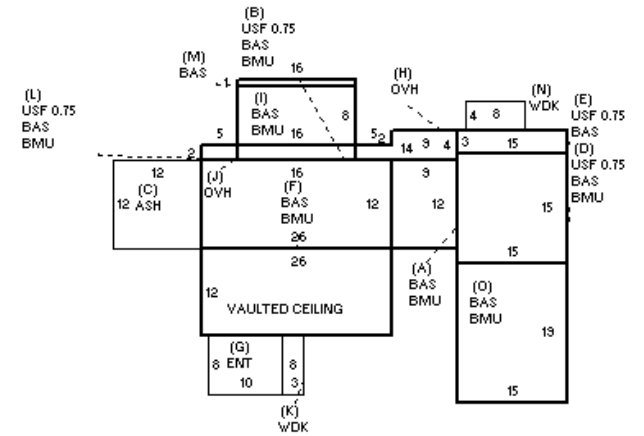 (B)
USF 0.75
BAS
BMU
(M)
BAS
16
1
(H)
OVH
(N)
WDK
(L)
USF 0.75
BAS
BMU
(I)
BAS
BMU
8
4 8
(E)
USF 0.75
BAS
(D)
USF 0.75
BAS
BMU
5
16
5
2
14
9
4
3
15
2
12
(J)
OVH
16
9
12
(C)
ASH
(F)
BAS
BMU
12
12
15
26
26
15
(A)
BAS
BMU
(O)
BAS
BMU
12
VAULTED CEILING
19
(G)
ENT
8
8
10
3
15
(K)
WDK